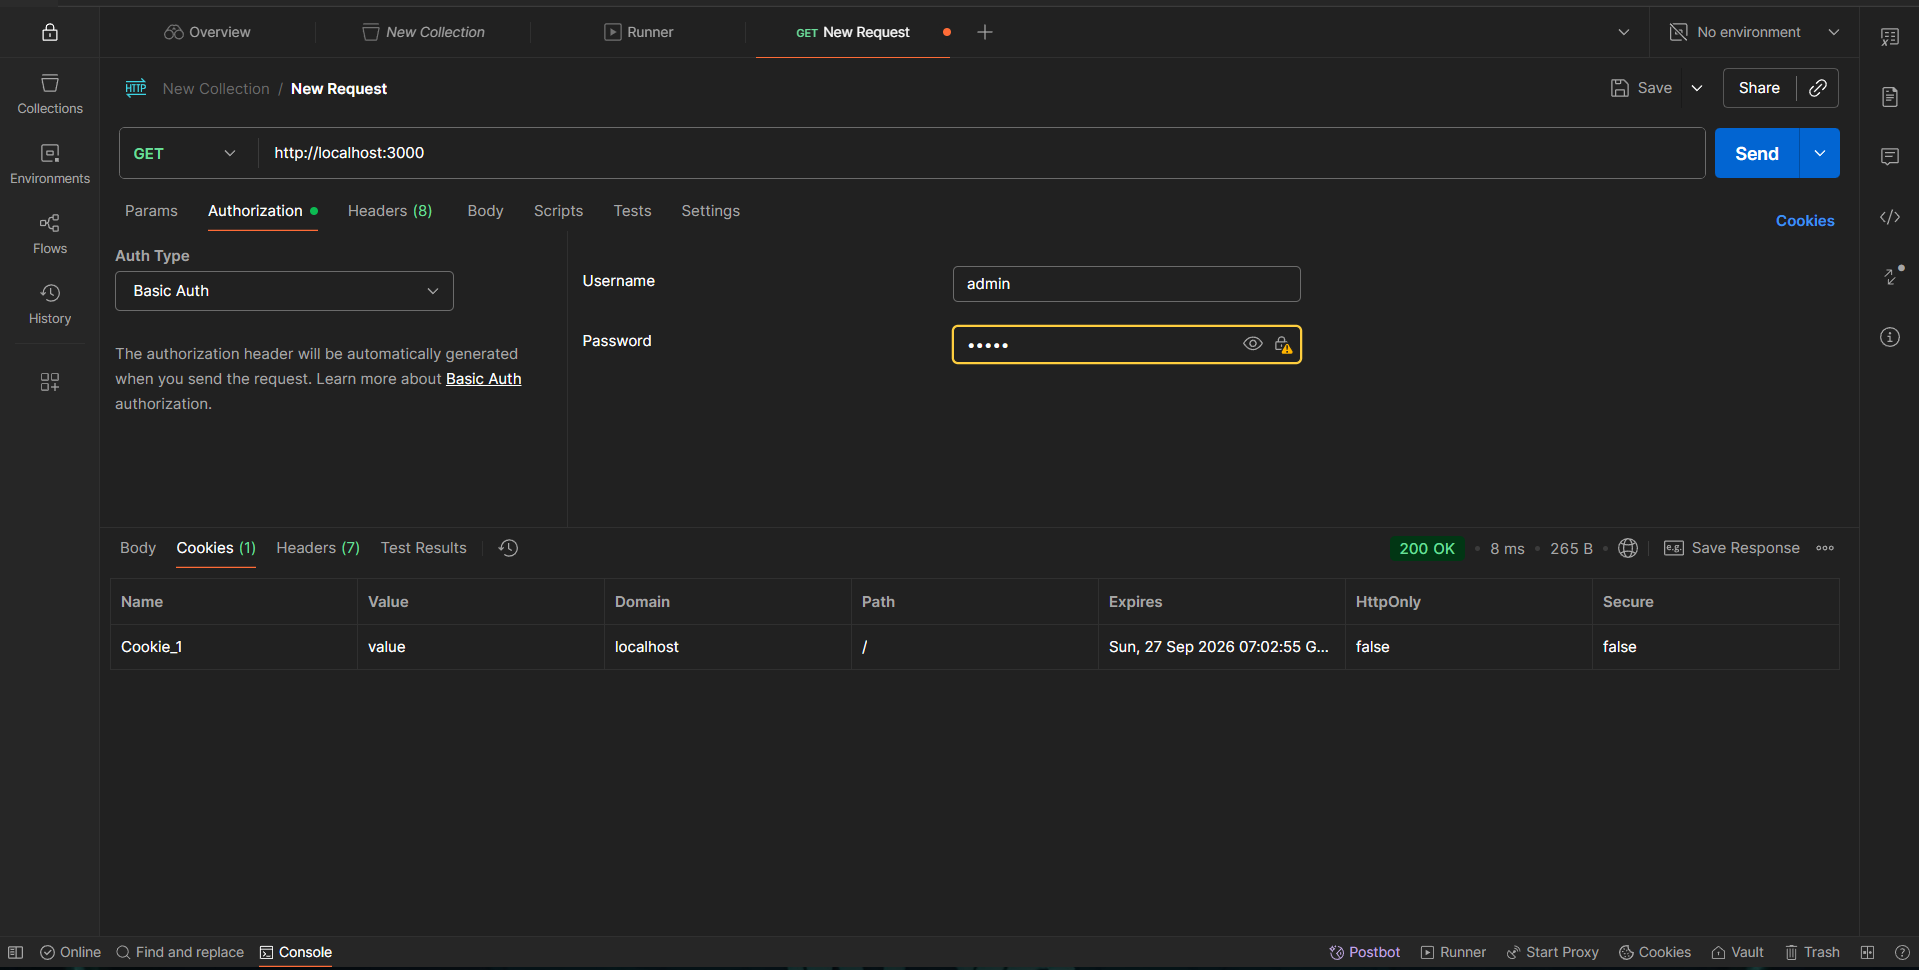 Overview
New Collection
Runner
GET New Request
No environment
Collections
Environments
Flows
History
HTTP New Collection / New Request
Save
Share
GET
http://localhost:3000
Send
Params
Authorization
Headers (8)
Body
Scripts
Tests
Settings
Cookies
Auth Type
Basic Auth
The authorization header will be automatically generated
when you send the request. Learn more about Basic Auth
authorization.
Username
admin
Password
•••••
Body
Cookies (1)
Headers (7)
Test Results
200 OK • 8 ms • 265 B
e.g. Save Response
Name Value Domain Path Expires HttpOnly Secure
Cookie_1 value localhost / Sun, 27 Sep 2026 07:02:55 G... false false
Online
Find and replace
Console
Postbot
Runner
Start Proxy
Cookies
Vault
Trash